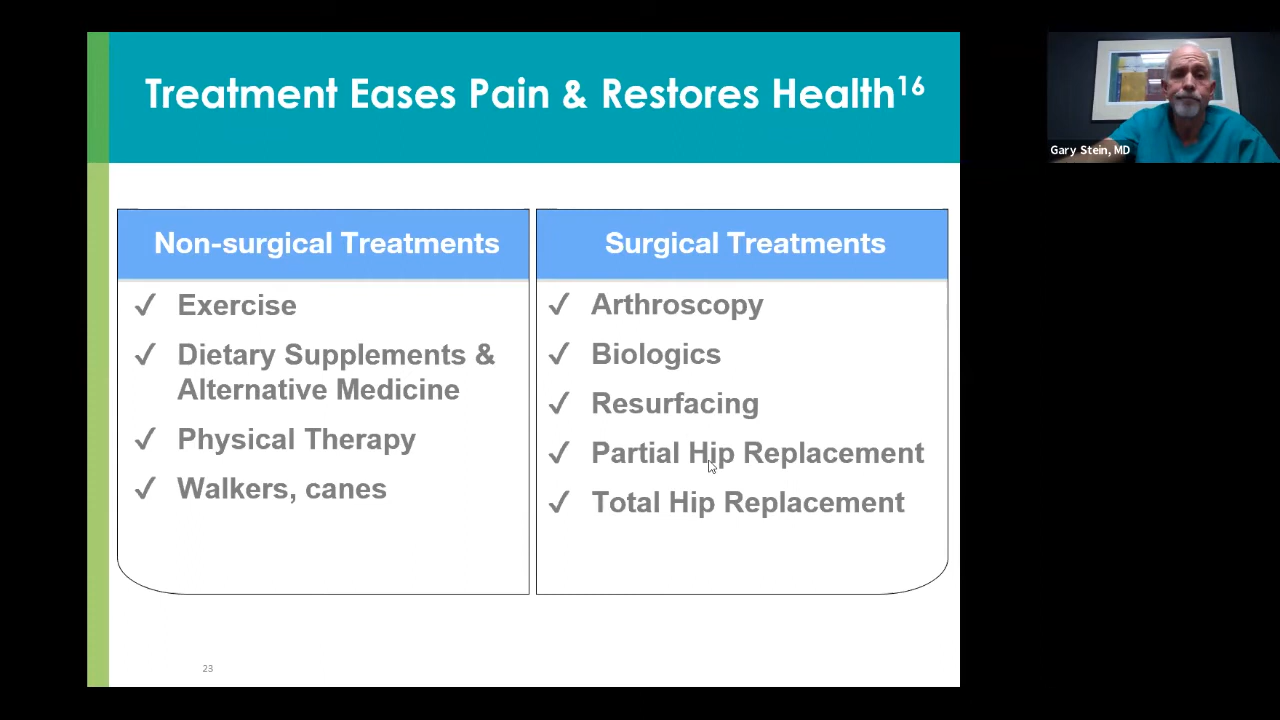 Treatment Eases Pain & Restores Health16
Gary Stein, MD
Non-surgical Treatments
✓ Exercise
✓ Dietary Supplements &
Alternative Medicine
✓ Physical Therapy
✓ Walkers, canes
Surgical Treatments
✓ Arthroscopy
✓ Biologics
✓ Resurfacing
✓ Partial Hip Replacement
✓ Total Hip Replacement
23